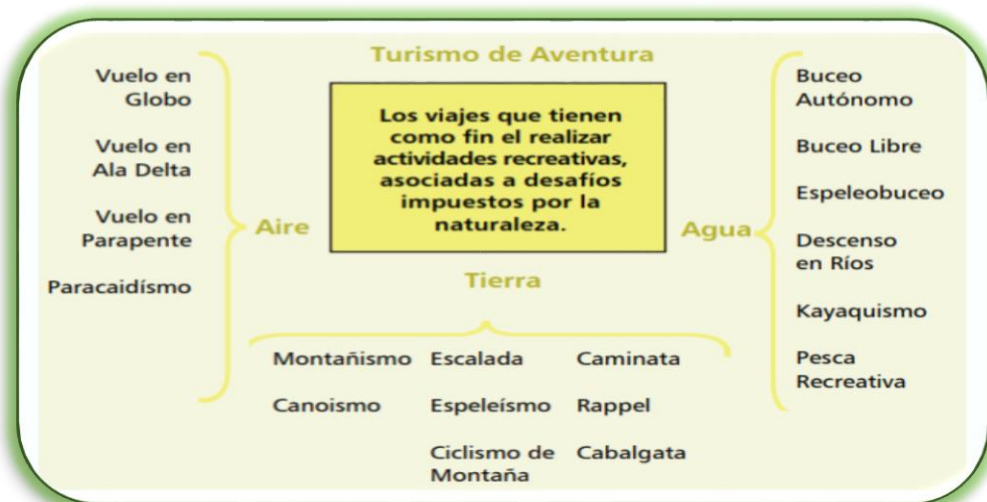 Turismo de Aventura
Los viajes que tienen
como fin el realizar
actividades recreativas,
asociadas a desafíos
impuestos por la
naturaleza.
Aire
Vuelo en
Globo
Vuelo en
Ala Delta
Vuelo en
Parapente
Paracaidísmo
Agua
Buceo
Autónomo
Buceo Libre
Espeleobuceo
Descenso
en Ríos
Kayaquismo
Pesca
Recreativa
Tierra
Montañismo Escalada Caminata
Canoismo Espeleísmo Rappel
Ciclismo de Cabalgata
Montaña